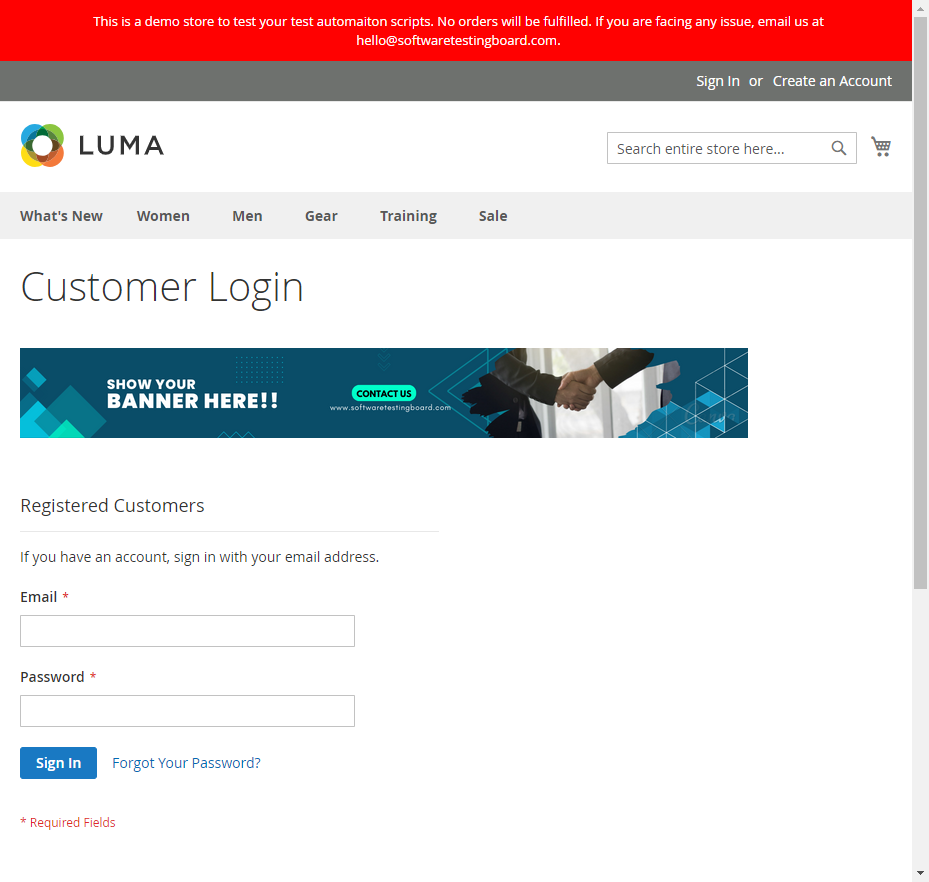 This is a demo store to test your test automaiton scripts. No orders will be fulfilled. If you are facing any issue, email us at
hello@softwaretestingboard.com.
Sign In or Create an Account
LUMA
Search entire store here...
What's New Women Men Gear Training Sale
Customer Login
SHOW YOUR
BANNER HERE!!
CONTACT US
www.softwaretestingboard.com
Registered Customers
If you have an account, sign in with your email address.
Email *
Password *
Sign In Forgot Your Password?
* Required Fields